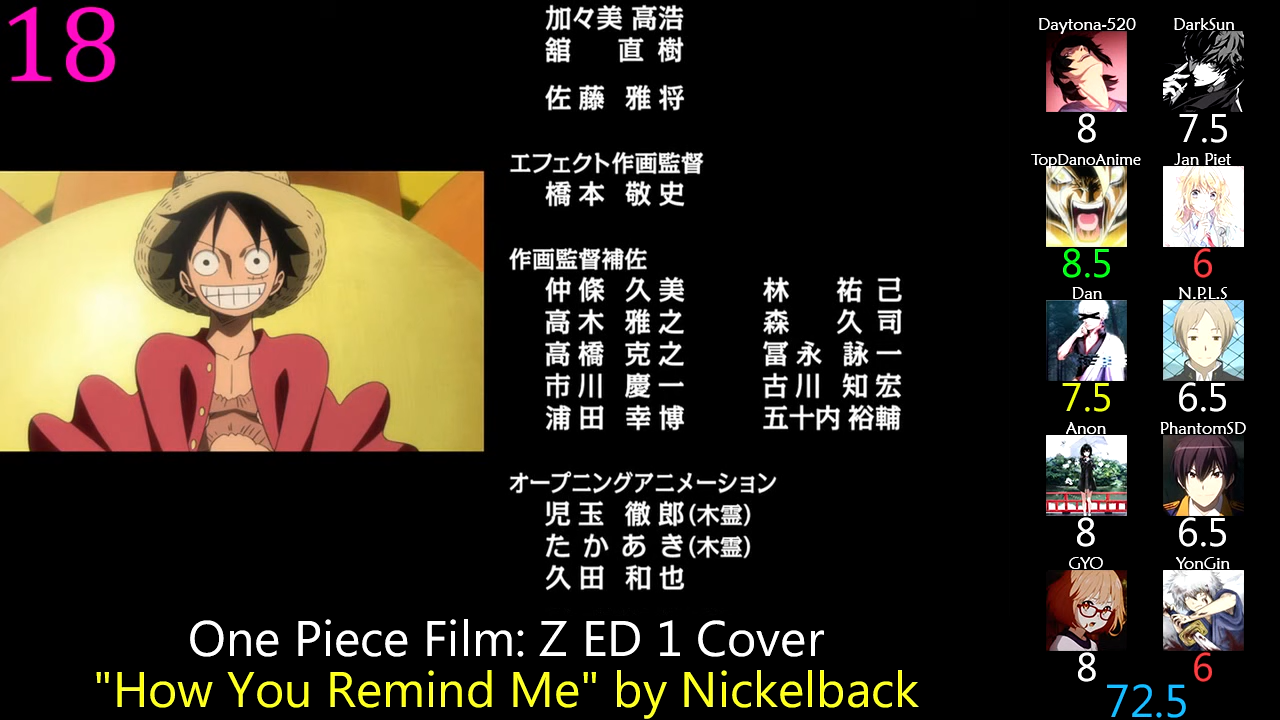 18
加々美 高浩
舘 直樹
佐藤 雅将
エフェクト作画監督
橋本 敬史
作画監督補佐
仲條 久美 林 祐己
高木 雅之 森 久司
高橋 克之 冨永 詠一
市川 慶一 古川 知宏
浦田 幸博 五十内 裕輔
オープニングアニメーション
児玉 徹郎(木霊)
たかあき(木霊)
久田 和也
One Piece Film: Z ED 1 Cover
"How You Remind Me" by Nickelback
Daytona-520 DarkSun
8 7.5
TopDanoAnime Jan Piet
8.5 6
Dan N.P.L.S
7.5 6.5
Anon PhantomSD
8 6.5
GYO YonGin
8 6
72.5